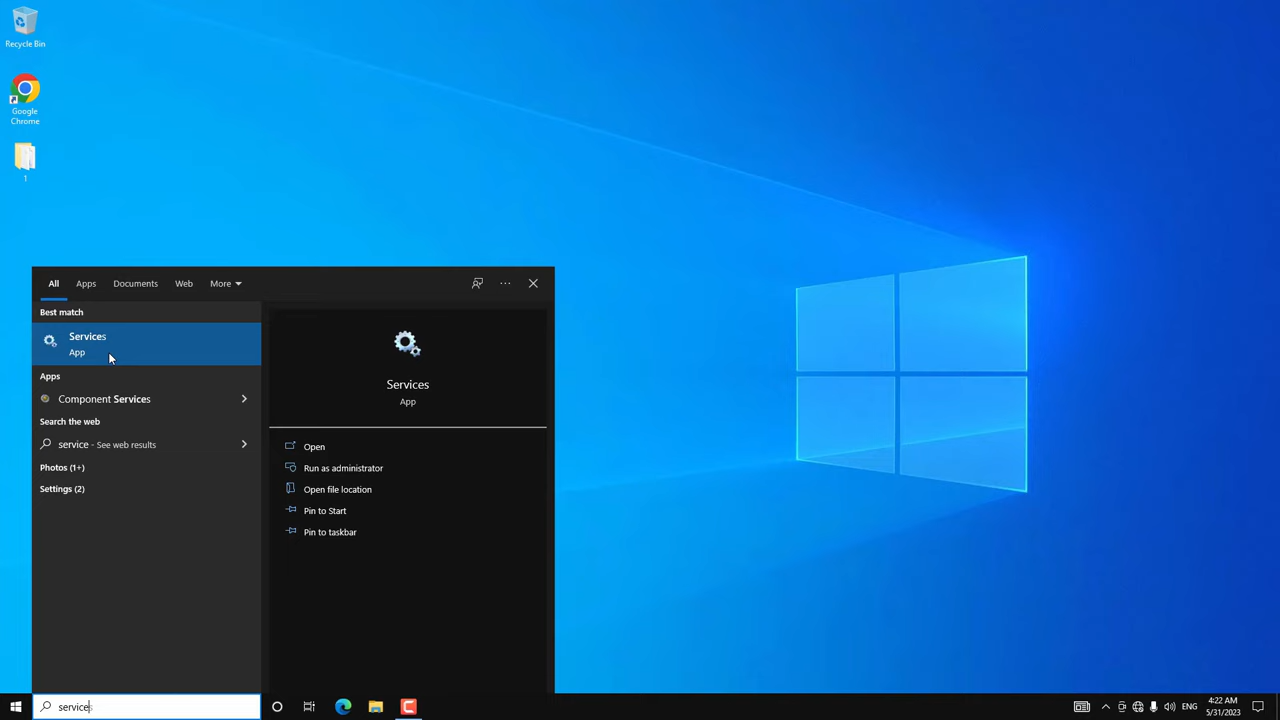 Recycle Bin
Google
Chrome
1
All
Apps
Documents
Web
More
Best match
Services
App
Apps
Component Services
Search the web
service - See web results
Photos (1+)
Settings (2)
Services
App
Open
Run as administrator
Open file location
Pin to Start
Pin to taskbar
services
ENG
4:22 AM
5/31/2023